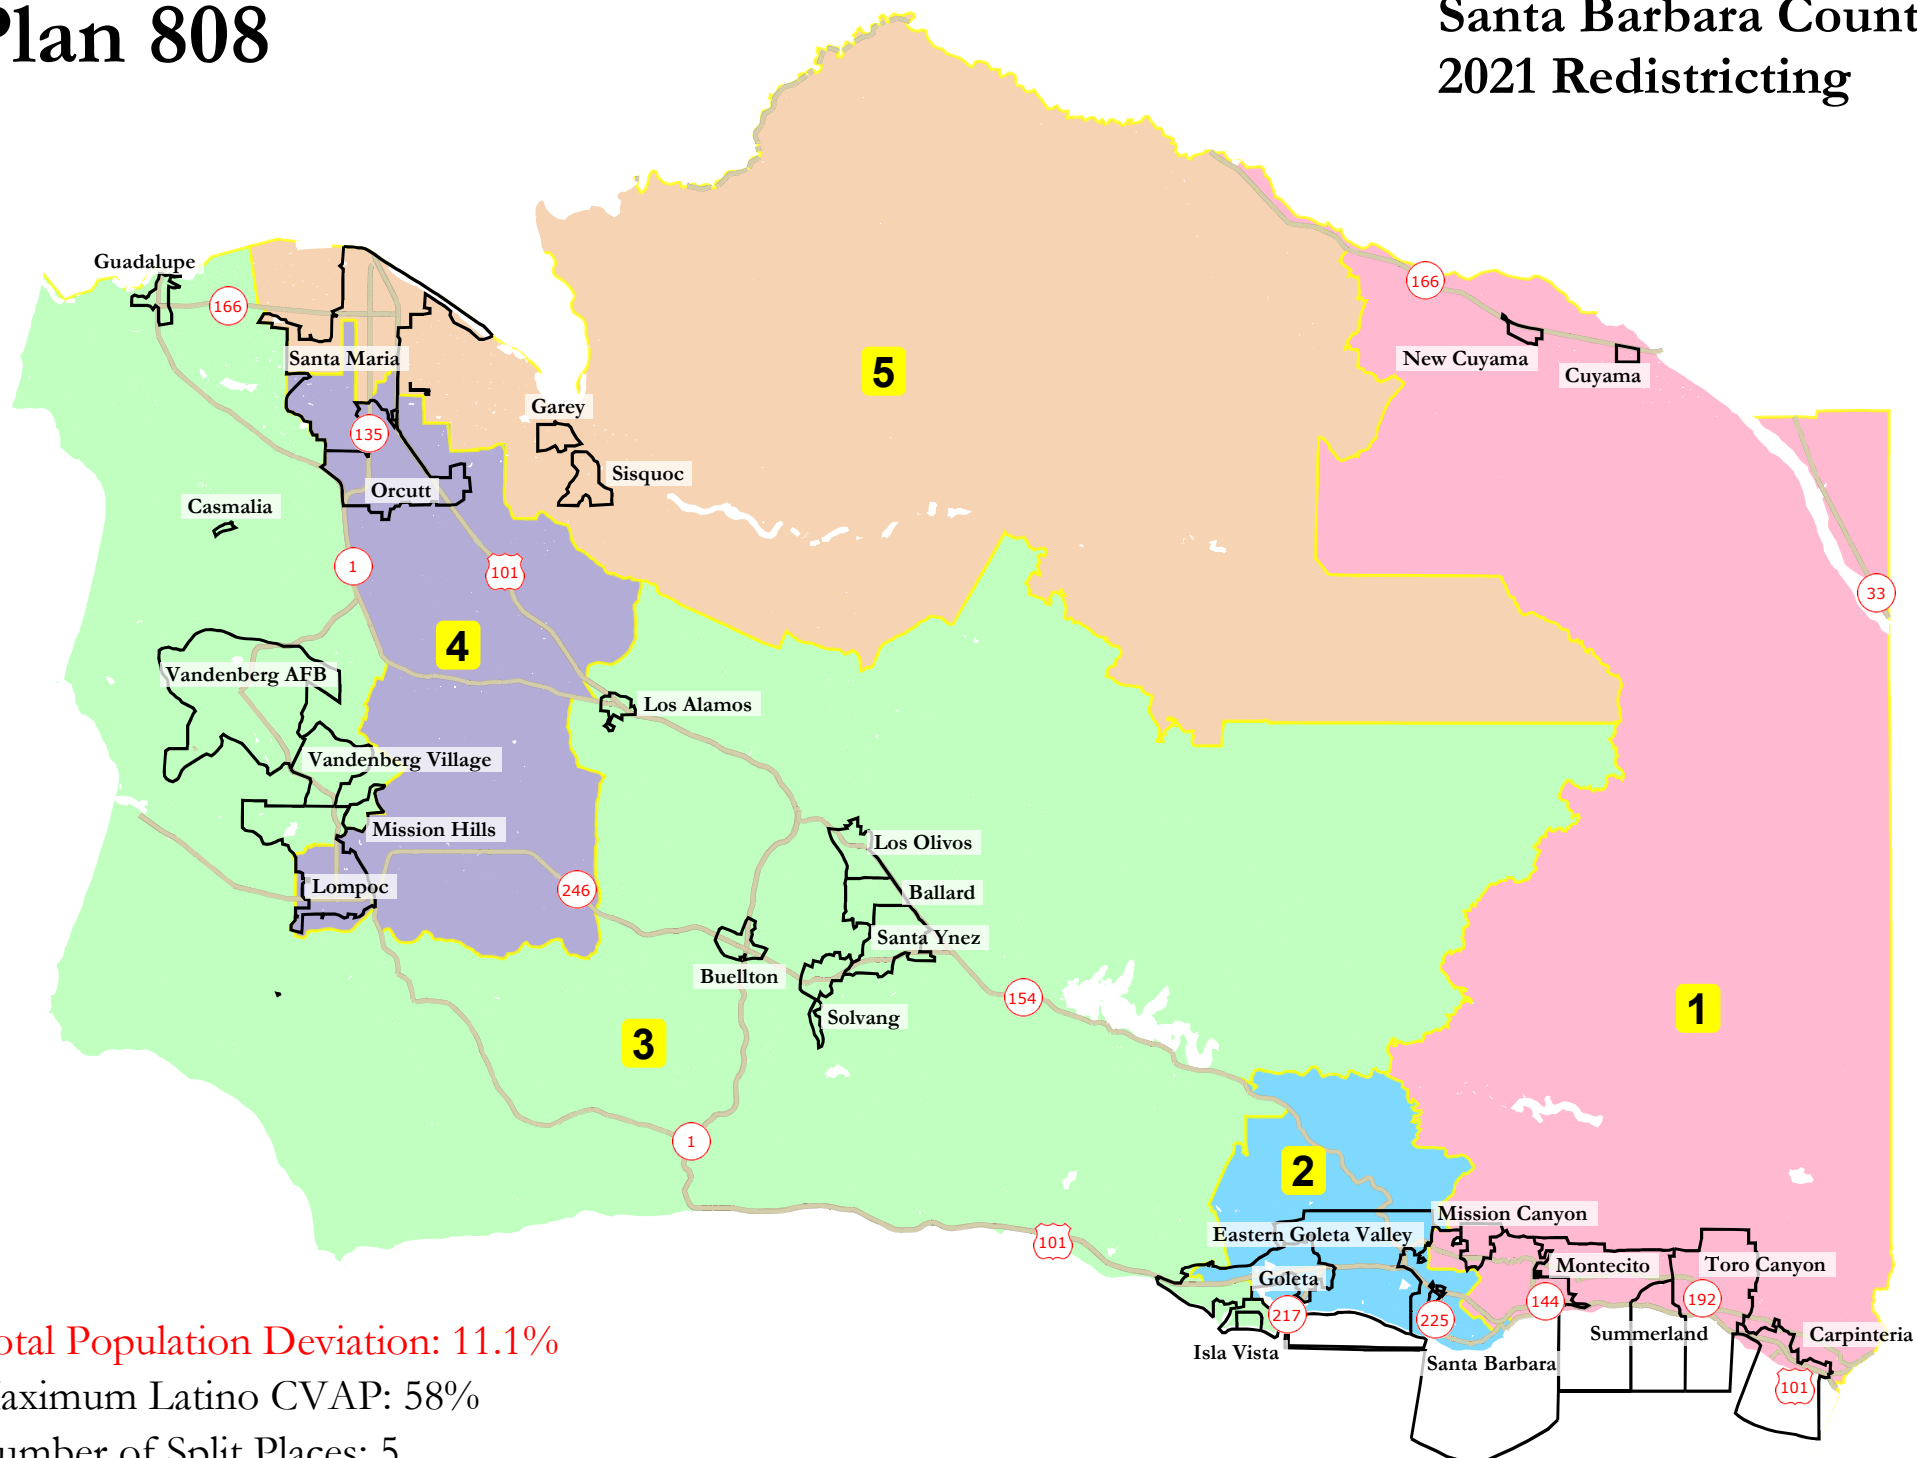 Plan 808
Santa Barbara Count
2021 Redistricting
Guadalupe
166
Santa Maria
135
Garey
Sisquoc
Orcutt
Casmalia
1
101
5
166
New Cuyama
Cuyama
33
4
Vandenberg AFB
Los Alamos
Vandenberg Village
Mission Hills
Lompoc
246
Los Olivos
Ballard
Santa Ynez
Buellton
Solvang
154
3
1
1
2
101
Mission Canyon
Eastern Goleta Valley
Goleta
Montecito
Toro Canyon
217
225
144
192
Isla Vista
Santa Barbara
Summerland
Carpinteria
101
otal Population Deviation: 11.1%
aximum Latino CVAP: 58%
umber of Split Places: 5